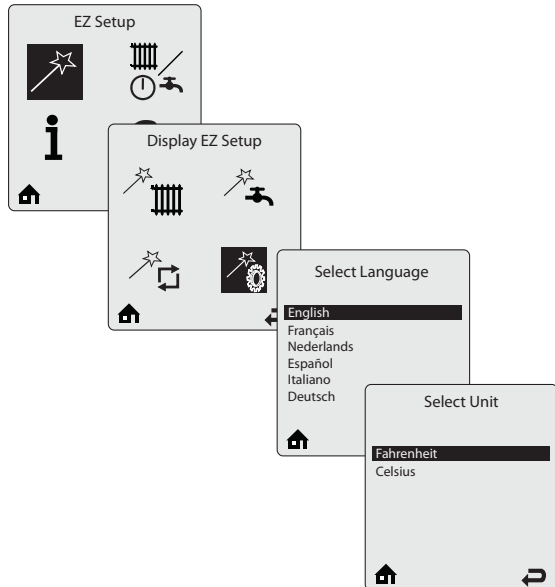 EZ Setup
Display EZ Setup
Select Language
English
Français
Nederlands
Español
Italiano
Deutsch
Select Unit
Fahrenheit
Celsius